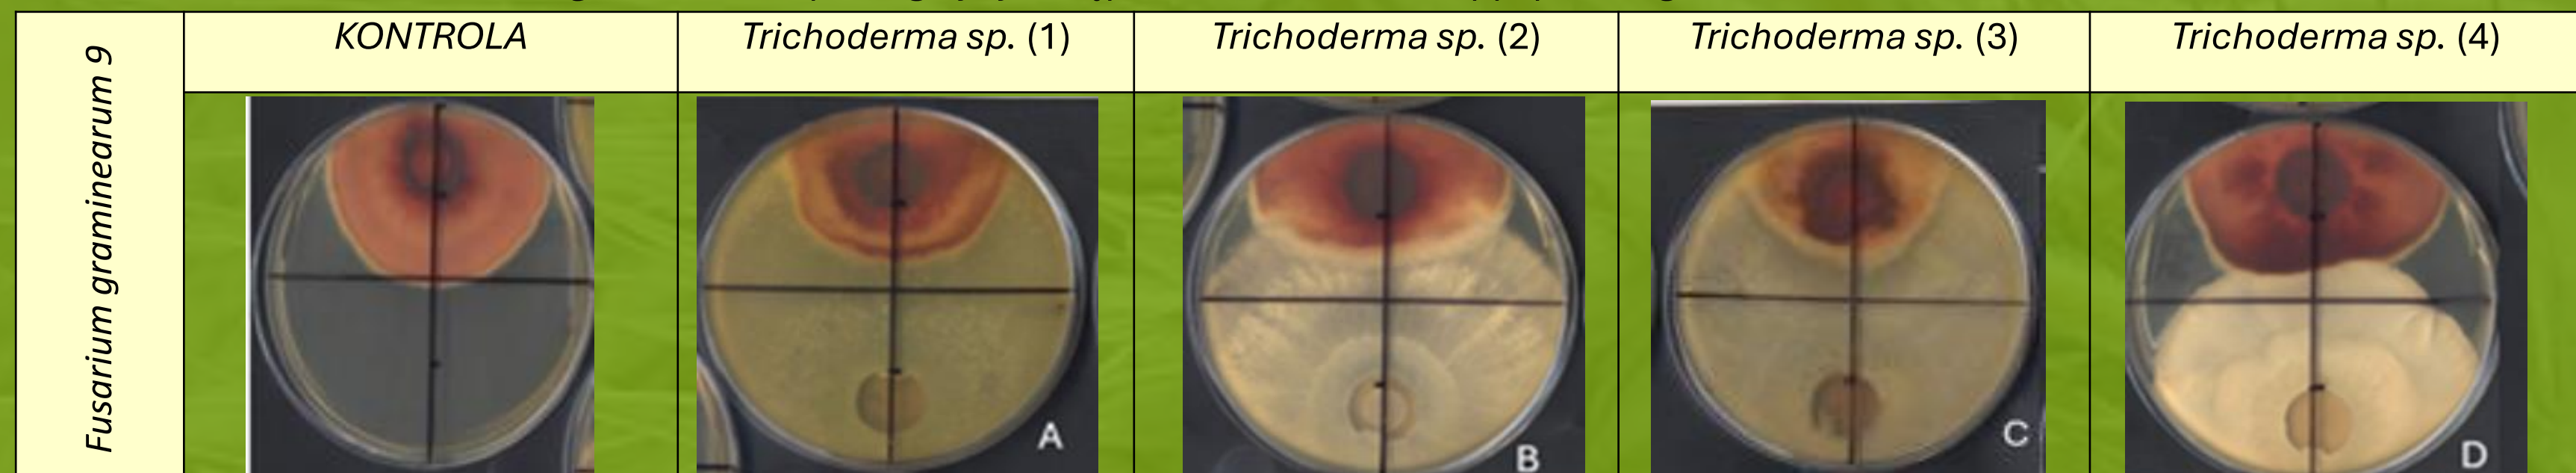 KONTROLA
Trichoderma sp. (1)
Trichoderma sp. (2)
Trichoderma sp. (3)
Trichoderma sp. (4)
Fusarium graminearum 9
A
B
C
D